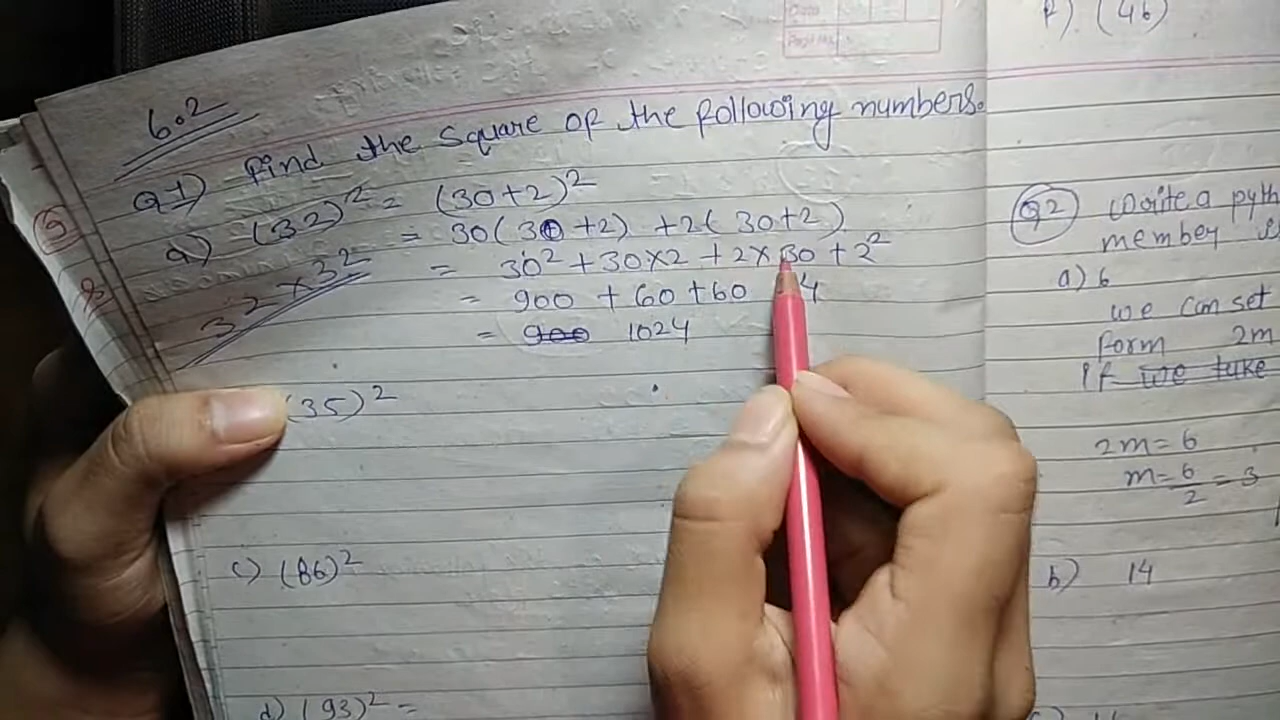 6.2
Q1) Find the square of the following numbers.
a) (32)² = (30+2)²
= 30(30+2) +2(30+2)
32×32
= 30² + 30×2 + 2×30 + 2²
= 900 + 60+60 4
= 900 1024
(35)²
c) (86)²
d) (93)² =
f) (46)
Q2 write a pyth
member
a) 6
we can set
form 2m
If we take
2m = 6
m = 6/2 = 3
b) 14